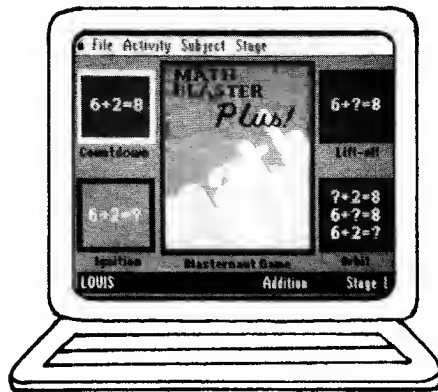 File Activity Subject Stage
MATH
BLASTER
Plus!
6+2=8
Countdown
6+?=8
Lift-off
6+2=?
Ignition
?+2=8
6+?=8
6+2=?
Orbit
Blasternaut Game
LOUIS Addition Stage 1